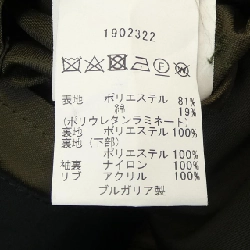 1902322
表地 ポリエステル 81%
綿 19%
(ポリウレタンラミネート)
裏地 ポリエステル 100%
裏地(下部)
ポリエステル 100%
袖裏 ナイロン 100%
リブ アクリル 100%
ブルガリア製